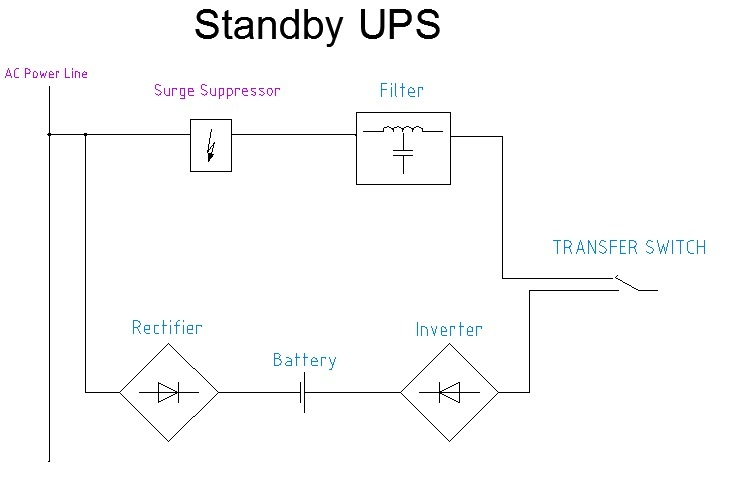 Standby UPS
AC Power Line
Surge Suppressor
Filter
TRANSFER SWITCH
Rectifier
Battery
Inverter